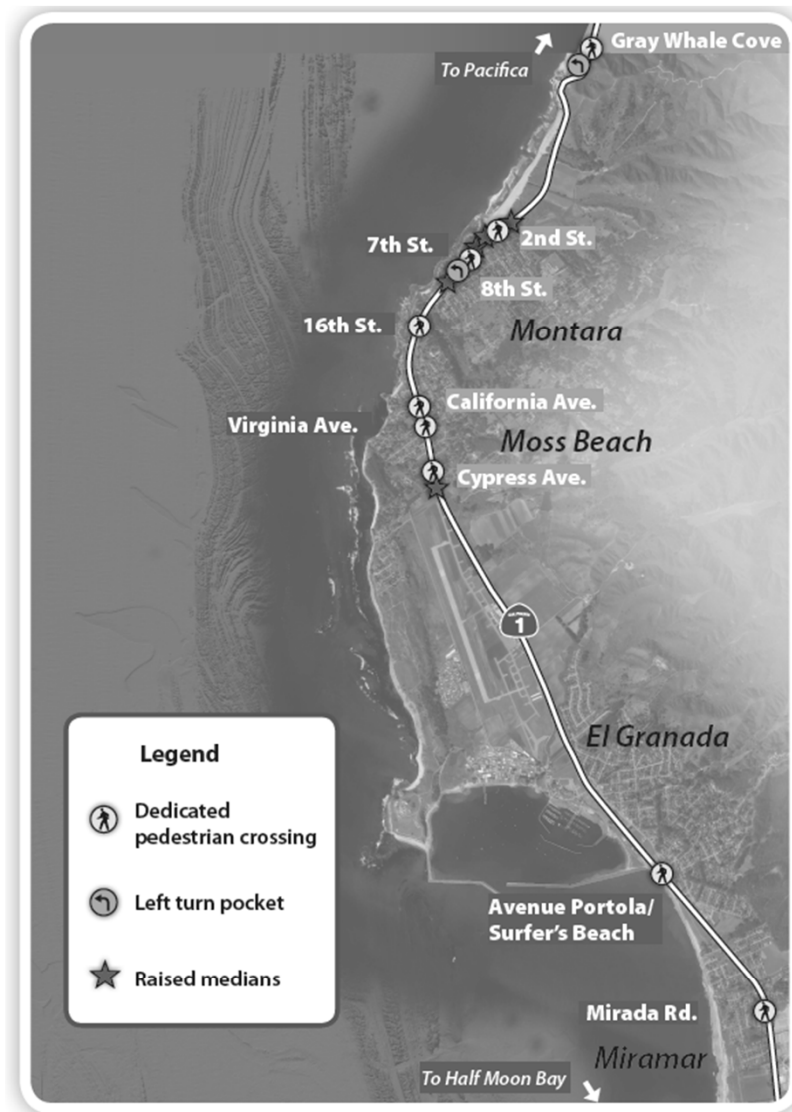 Gray Whale Cove
To Pacifica
7th St.
2nd St.
8th St.
16th St.
Montara
California Ave.
Virginia Ave.
Moss Beach
Cypress Ave.
1
El Granada
Legend
Dedicated
pedestrian crossing
Left turn pocket
Raised medians
Avenue Portola/
Surfer's Beach
Mirada Rd.
Miramar
To Half Moon Bay